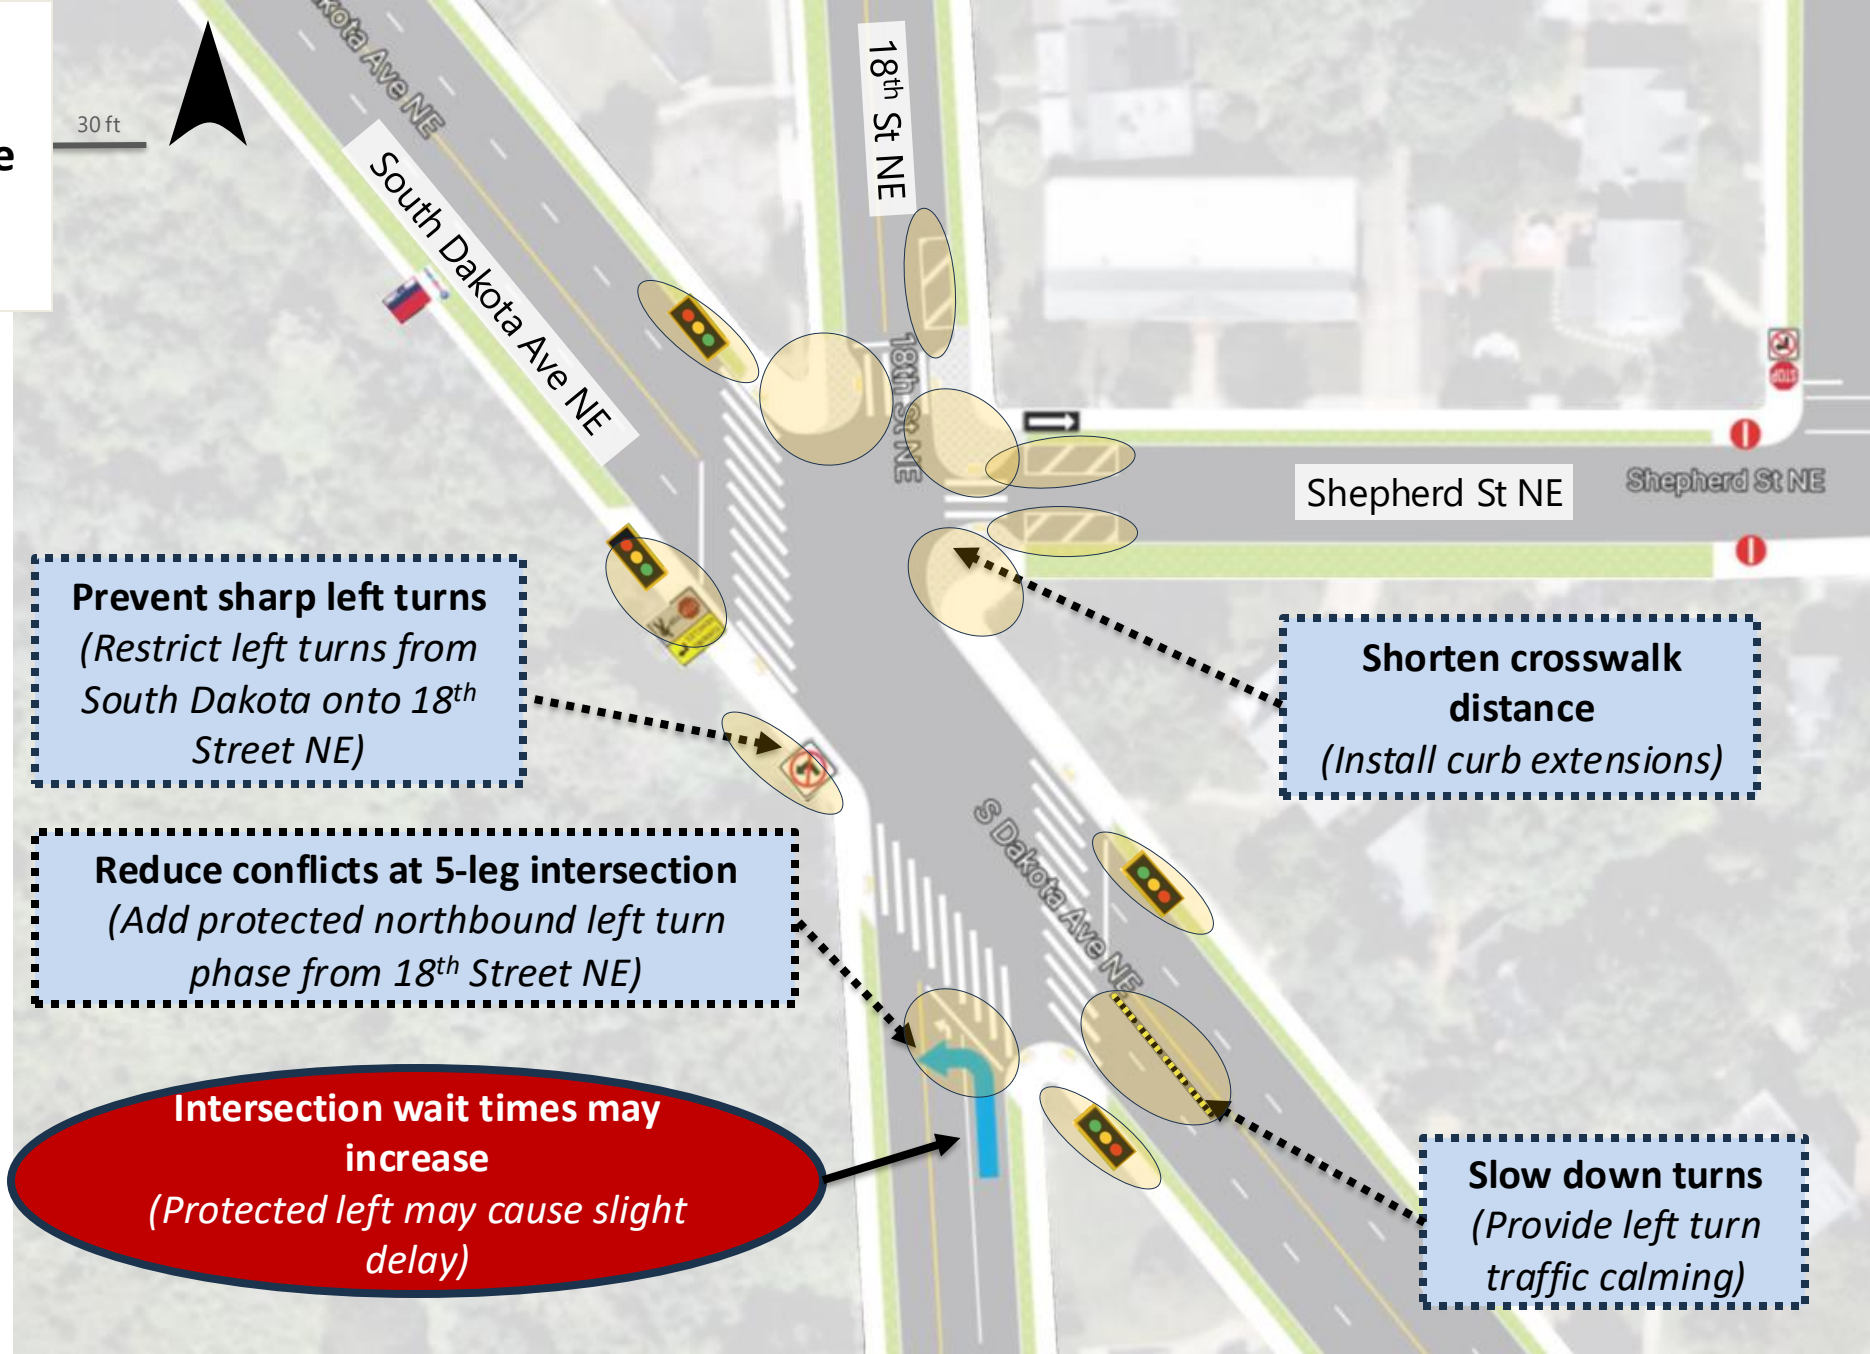 e
30 ft
kota Ave NE
South Dakota Ave NE
18th St NE
18th St NE
Shepherd St NE
Shepherd St NE
STOP
Prevent sharp left turns
(Restrict left turns from
South Dakota onto 18th
Street NE)
Shorten crosswalk
distance
(Install curb extensions)
Reduce conflicts at 5-leg intersection
(Add protected northbound left turn
phase from 18th Street NE)
S Dakota Ave NE
Intersection wait times may
increase
(Protected left may cause slight
delay)
Slow down turns
(Provide left turn
traffic calming)